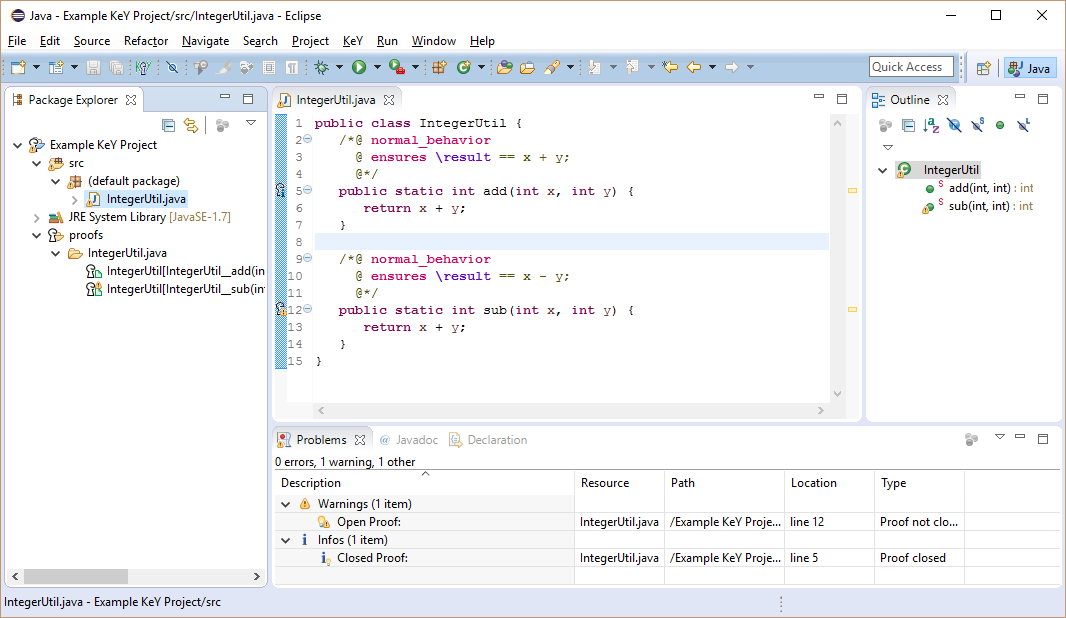 Java - Example KeY Project/src/IntegerUtil.java - Eclipse
File Edit Source Refactor Navigate Search Project KeY Run Window Help
Quick Access Java
Package Explorer
Example KeY Project
src
(default package)
IntegerUtil.java
JRE System Library [JavaSE-1.7]
proofs
IntegerUtil.java
IntegerUtil[IntegerUtil__add(in
IntegerUtil[IntegerUtil__sub(int
IntegerUtil.java
1 public class IntegerUtil {
2 /*@ normal_behavior
3 @ ensures \result == x + y;
4 @*/
5 public static int add(int x, int y) {
6 return x + y;
7 }
8
9 /*@ normal_behavior
10 @ ensures \result == x - y;
11 @*/
12 public static int sub(int x, int y) {
13 return x + y;
14 }
15 }
Outline
IntegerUtil
add(int, int) : int
sub(int, int) : int
Problems @ Javadoc Declaration
0 errors, 1 warning, 1 other
Description Resource Path Location Type
Warnings (1 item)
Open Proof: IntegerUtil.java /Example KeY Proje... line 12 Proof not clo...
Infos (1 item)
Closed Proof: IntegerUtil.java /Example KeY Proje... line 5 Proof closed
IntegerUtil.java - Example KeY Project/src